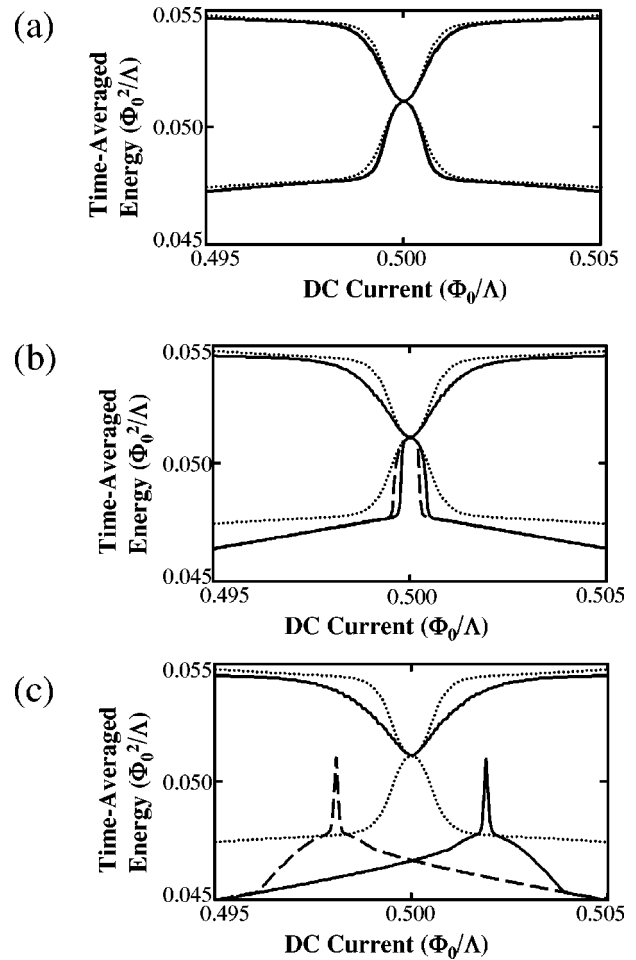 (a)
Time-Averaged
Energy (Φ₀²/Λ)
0.055
0.050
0.045
0.495
0.500
0.505
DC Current (Φ₀/Λ)
(b)
Time-Averaged
Energy (Φ₀²/Λ)
0.055
0.050
0.045
0.495
0.500
0.505
DC Current (Φ₀/Λ)
(c)
Time-Averaged
Energy (Φ₀²/Λ)
0.055
0.050
0.045
0.495
0.500
0.505
DC Current (Φ₀/Λ)